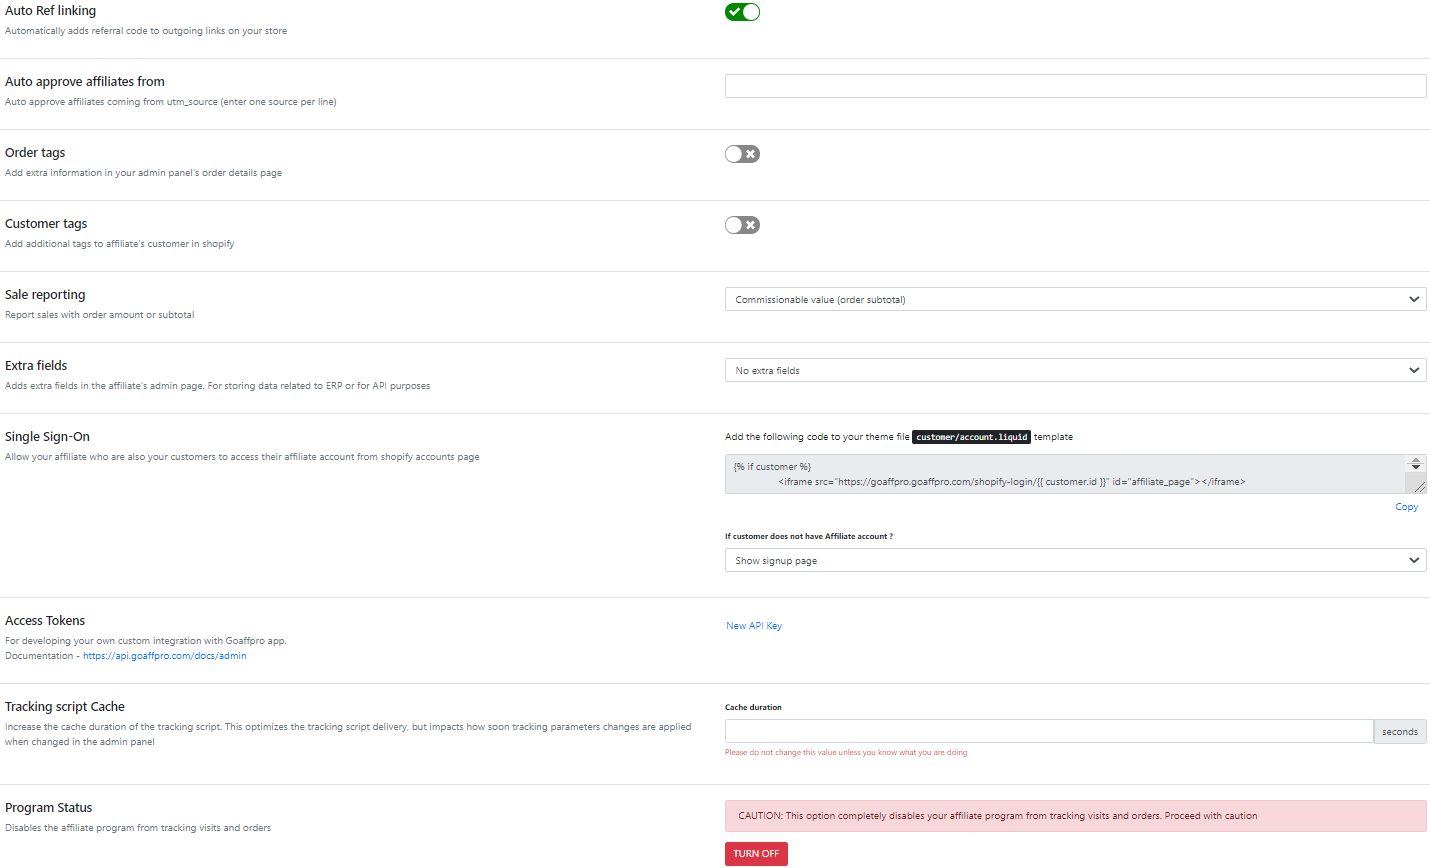 Auto Ref linking
Automatically adds referral code to outgoing links on your store
Auto approve affiliates from
Auto approve affiliates coming from utm_source (enter one source per line)
Order tags
Add extra information in your admin panel's order details page
Customer tags
Add additional tags to affiliate's customer in shopify
Sale reporting
Report sales with order amount or subtotal
Commissionable value (order subtotal)
Extra fields
Adds extra fields in the affiliate's admin page. For storing data related to ERP or for API purposes
No extra fields
Single Sign-On
Allow your affiliate who are also your customers to access their affiliate account from shopify accounts page
Add the following code to your theme file customer/account.liquid template
{% if customer %}
<iframe src="https://goaffpro.goaffpro.com/shopify-login/{{ customer.id }}" id="affiliate_page"></iframe>
Copy
If customer does not have Affiliate account ?
Show signup page
Access Tokens
For developing your own custom integration with Goaffpro app.
Documentation - https://api.goaffpro.com/docs/admin
New API Key
Tracking script Cache
Increase the cache duration of the tracking script. This optimizes the tracking script delivery, but impacts how soon tracking parameters changes are applied
when changed in the admin panel
Cache duration
seconds
Please do not change this value unless you know what you are doing
Program Status
Disables the affiliate program from tracking visits and orders
CAUTION: This option completely disables your affiliate program from tracking visits and orders. Proceed with caution
TURN OFF